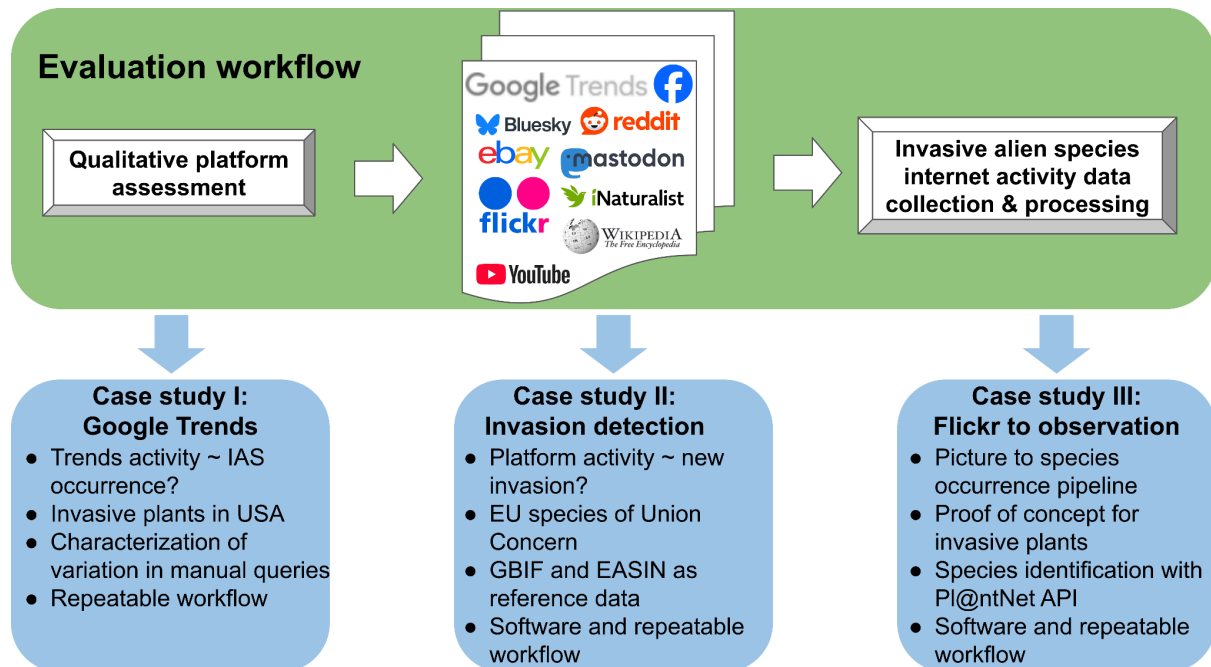 Evaluation workflow
Qualitative platform
assessment
Google Trends
Bluesky
reddit
ebay
mastodon
flickr
iNaturalist
WIKIPEDIA
The Free Encyclopedia
YouTube
Invasive alien species
internet activity data
collection & processing
Case study I:
Google Trends
● Trends activity ~ IAS
occurrence?
● Invasive plants in USA
● Characterization of
variation in manual queries
● Repeatable workflow
Case study II:
Invasion detection
● Platform activity ~ new
invasion?
● EU species of Union
Concern
● GBIF and EASIN as
reference data
● Software and repeatable
workflow
Case study III:
Flickr to observation
● Picture to species
occurrence pipeline
● Proof of concept for
invasive plants
● Species identification with
Pl@ntNet API
● Software and repeatable
workflow